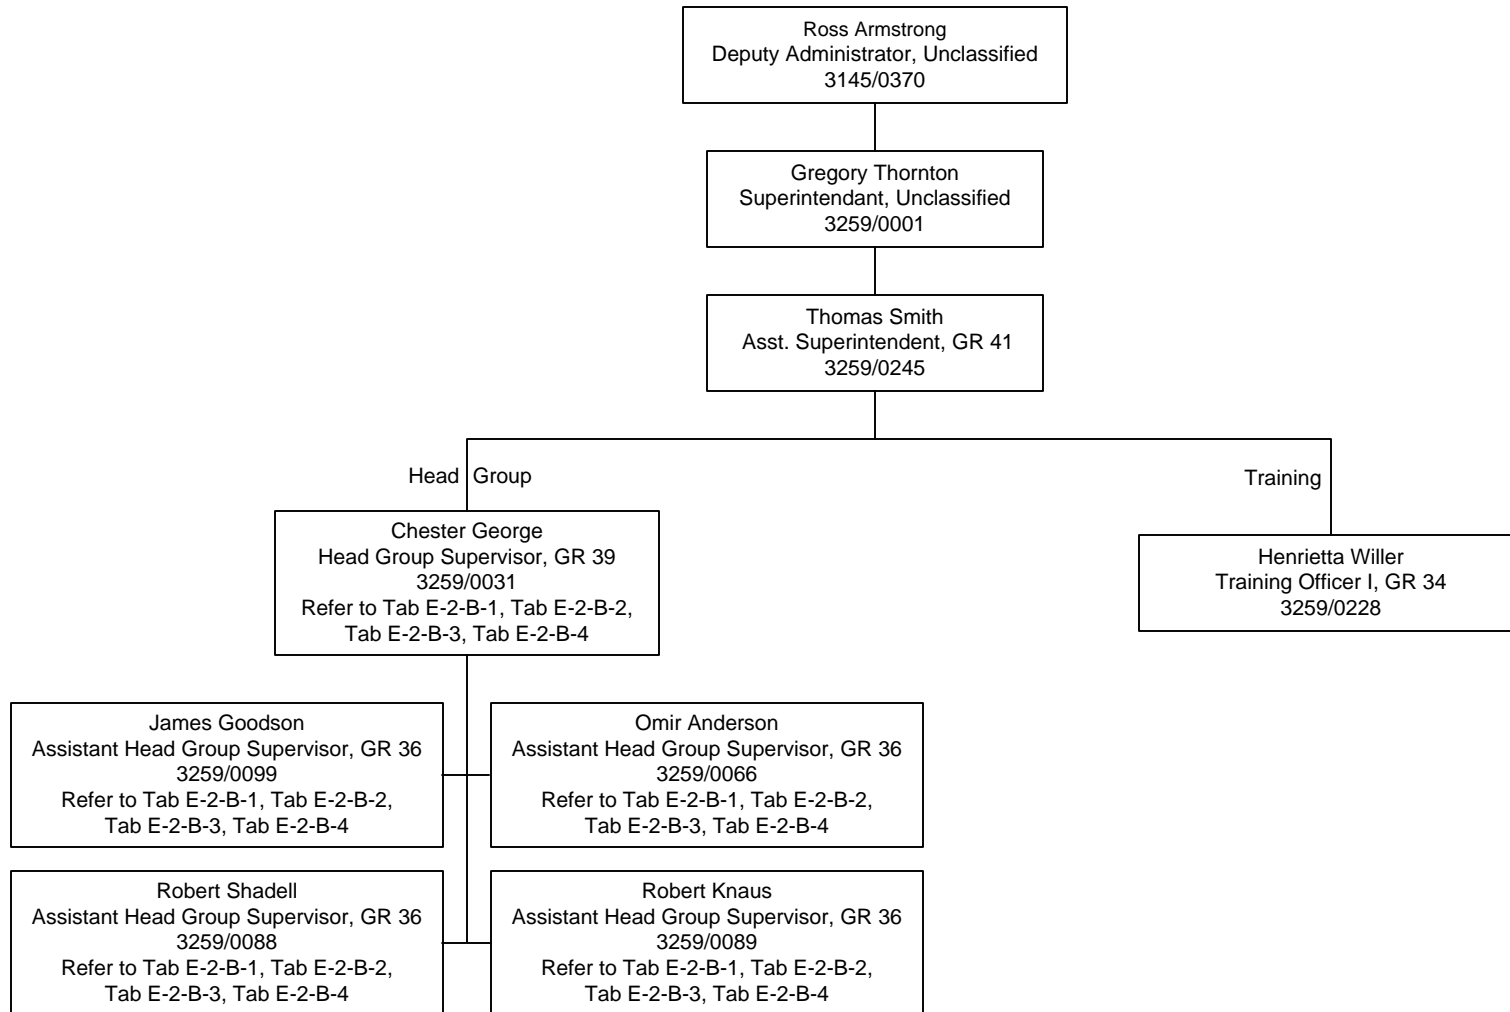 Ross Armstrong
Deputy Administrator, Unclassified
3145/0370
Gregory Thornton
Superintendant, Unclassified
3259/0001
Thomas Smith
Asst. Superintendent, GR 41
3259/0245
Head Group
Training
Chester George
Head Group Supervisor, GR 39
3259/0031
Refer to Tab E-2-B-1, Tab E-2-B-2,
Tab E-2-B-3, Tab E-2-B-4
Henrietta Willer
Training Officer I, GR 34
3259/0228
James Goodson
Assistant Head Group Supervisor, GR 36
3259/0099
Refer to Tab E-2-B-1, Tab E-2-B-2,
Tab E-2-B-3, Tab E-2-B-4
Omir Anderson
Assistant Head Group Supervisor, GR 36
3259/0066
Refer to Tab E-2-B-1, Tab E-2-B-2,
Tab E-2-B-3, Tab E-2-B-4
Robert Shadell
Assistant Head Group Supervisor, GR 36
3259/0088
Refer to Tab E-2-B-1, Tab E-2-B-2,
Tab E-2-B-3, Tab E-2-B-4
Robert Knaus
Assistant Head Group Supervisor, GR 36
3259/0089
Refer to Tab E-2-B-1, Tab E-2-B-2,
Tab E-2-B-3, Tab E-2-B-4